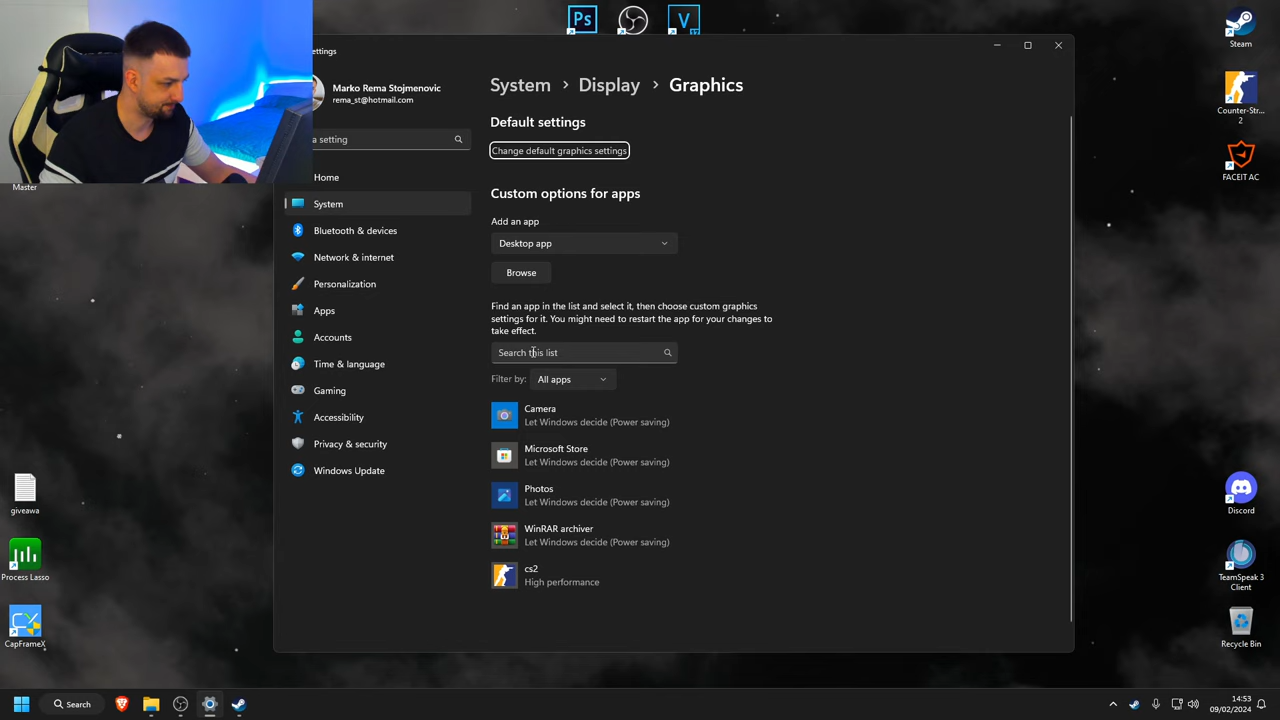 Ps
V
Steam
Counter-Str...
2
FACEIT AC
Master
ettings
Marko Rema Stojmenovic
rema_st@hotmail.com
a setting
Home
System
Bluetooth & devices
Network & internet
Personalization
Apps
Accounts
Time & language
Gaming
Accessibility
Privacy & security
Windows Update
System > Display > Graphics
Default settings
Change default graphics settings
Custom options for apps
Add an app
Desktop app
Browse
Find an app in the list and select it, then choose custom graphics
settings for it. You might need to restart the app for your changes to
take effect.
Search this list
Filter by: All apps
Camera
Let Windows decide (Power saving)
Microsoft Store
Let Windows decide (Power saving)
Photos
Let Windows decide (Power saving)
WinRAR archiver
Let Windows decide (Power saving)
cs2
High performance
giveawa
Process Lasso
CX
CapFrameX
Discord
TeamSpeak 3
Client
Recycle Bin
Search
14:53
09/02/2024